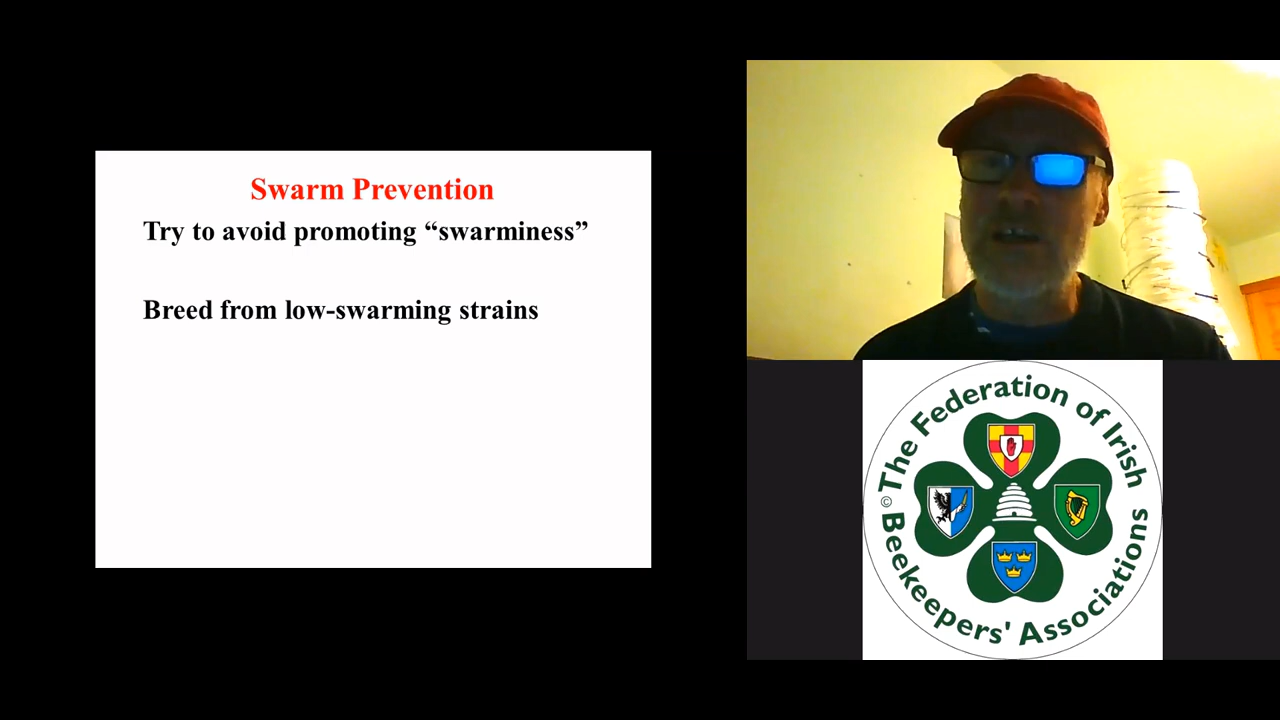 Swarm Prevention
Try to avoid promoting “swarminess”
Breed from low-swarming strains
The Federation of Irish
© Beekeepers' Associations